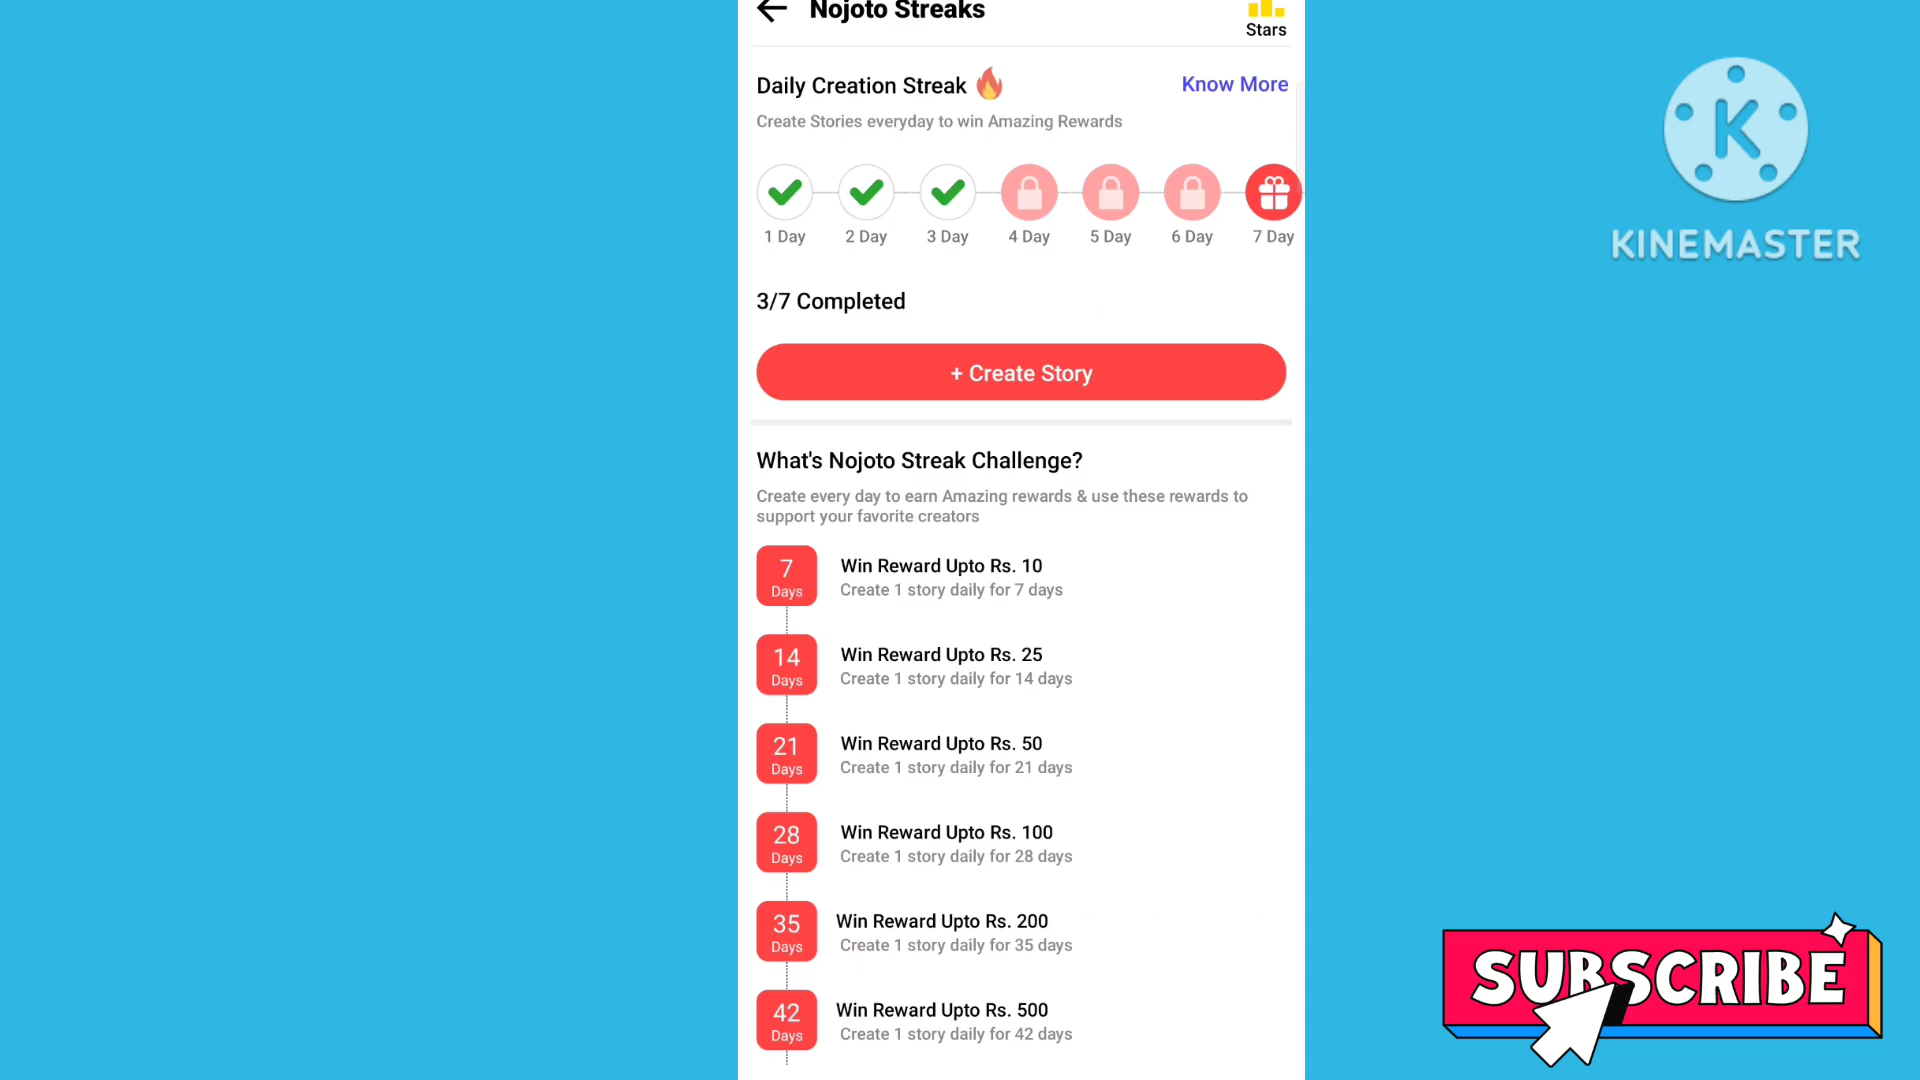 Nojoto Streaks
Stars
Daily Creation Streak
Know More
Create Stories everyday to win Amazing Rewards
1 Day
2 Day
3 Day
4 Day
5 Day
6 Day
7 Day
3/7 Completed
+ Create Story
What's Nojoto Streak Challenge?
Create every day to earn Amazing rewards & use these rewards to
support your favorite creators
7
Days
Win Reward Upto Rs. 10
Create 1 story daily for 7 days
14
Days
Win Reward Upto Rs. 25
Create 1 story daily for 14 days
21
Days
Win Reward Upto Rs. 50
Create 1 story daily for 21 days
28
Days
Win Reward Upto Rs. 100
Create 1 story daily for 28 days
35
Days
Win Reward Upto Rs. 200
Create 1 story daily for 35 days
42
Days
Win Reward Upto Rs. 500
Create 1 story daily for 42 days
K
KINEMASTER
SUBSCRIBE